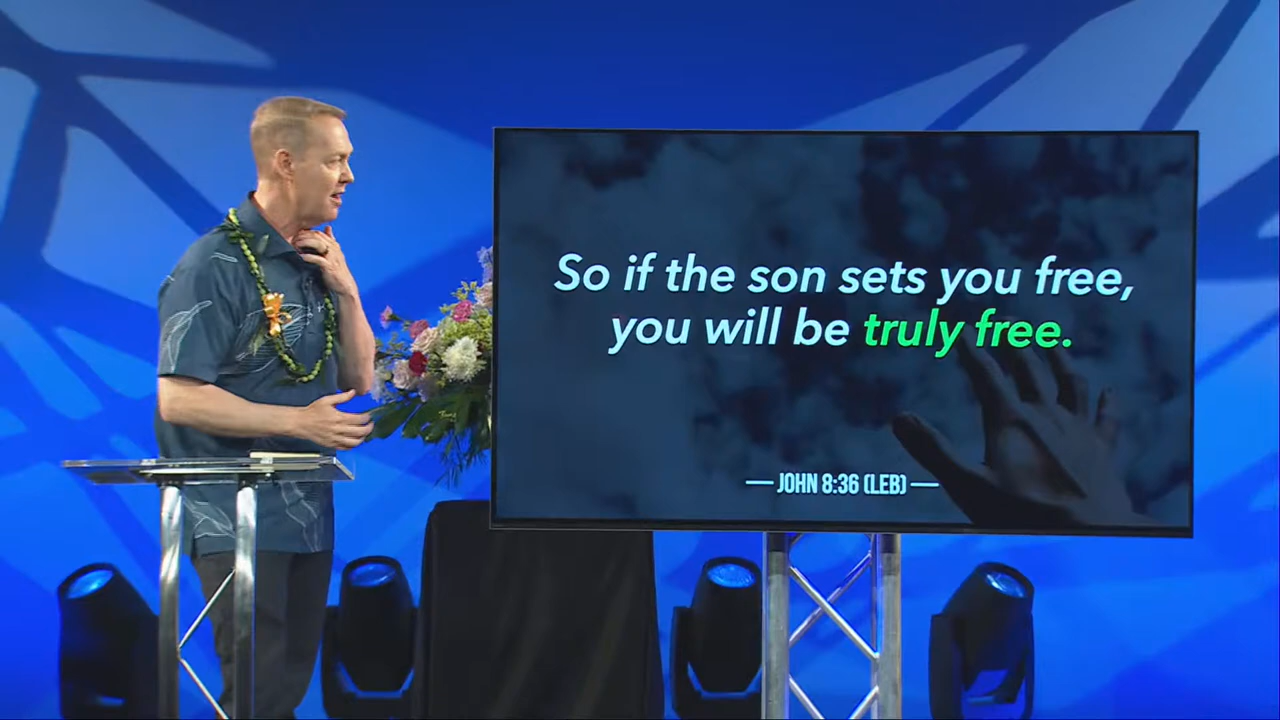 So if the son sets you free,
you will be truly free.
— JOHN 8:36 (LEB) —